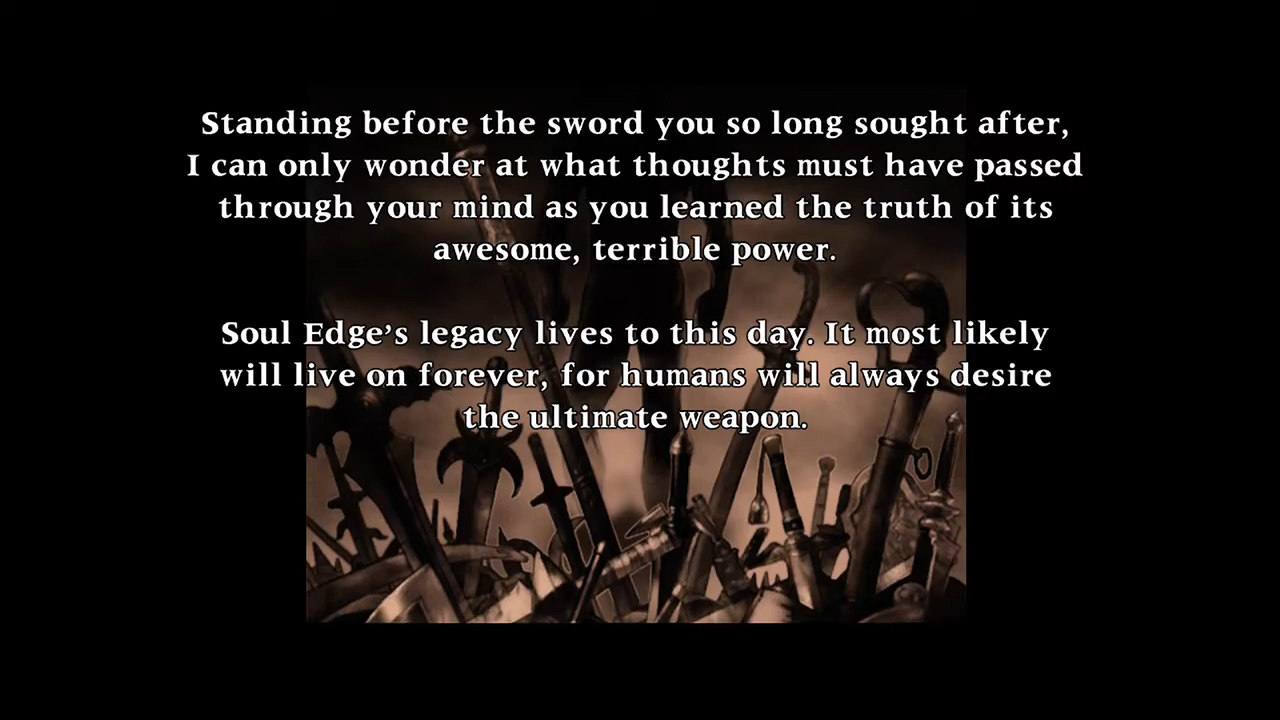 Standing before the sword you so long sought after,
I can only wonder at what thoughts must have passed
through your mind as you learned the truth of its
awesome, terrible power.
Soul Edge's legacy lives to this day. It most likely
will live on forever, for humans will always desire
the ultimate weapon.